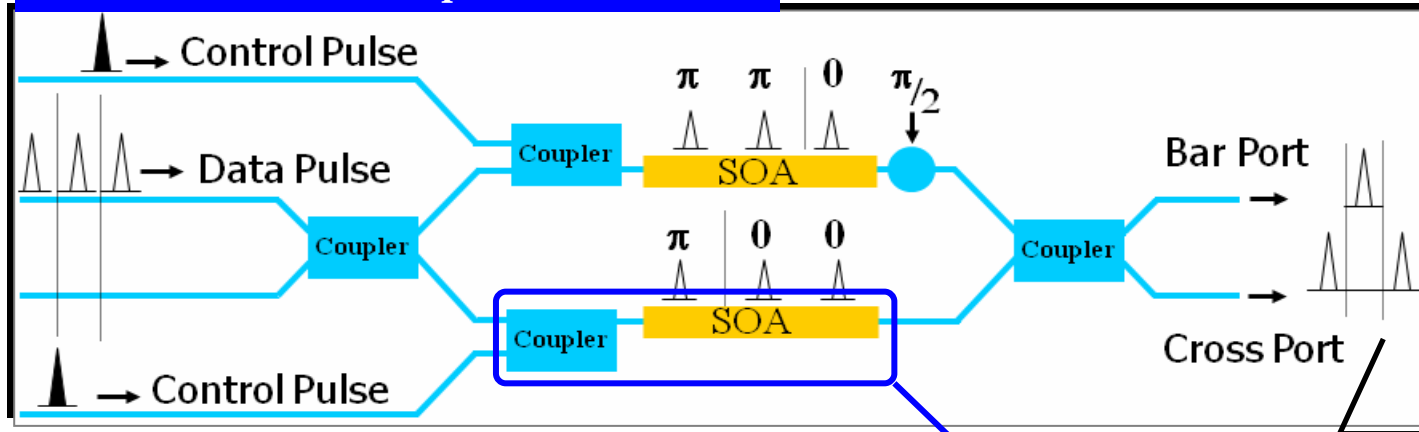 Control Pulse
π π 0 π/2
Coupler
SOA
Data Pulse
Bar Port
Coupler
π 0 0
Coupler
SOA
Coupler
Cross Port
Control Pulse